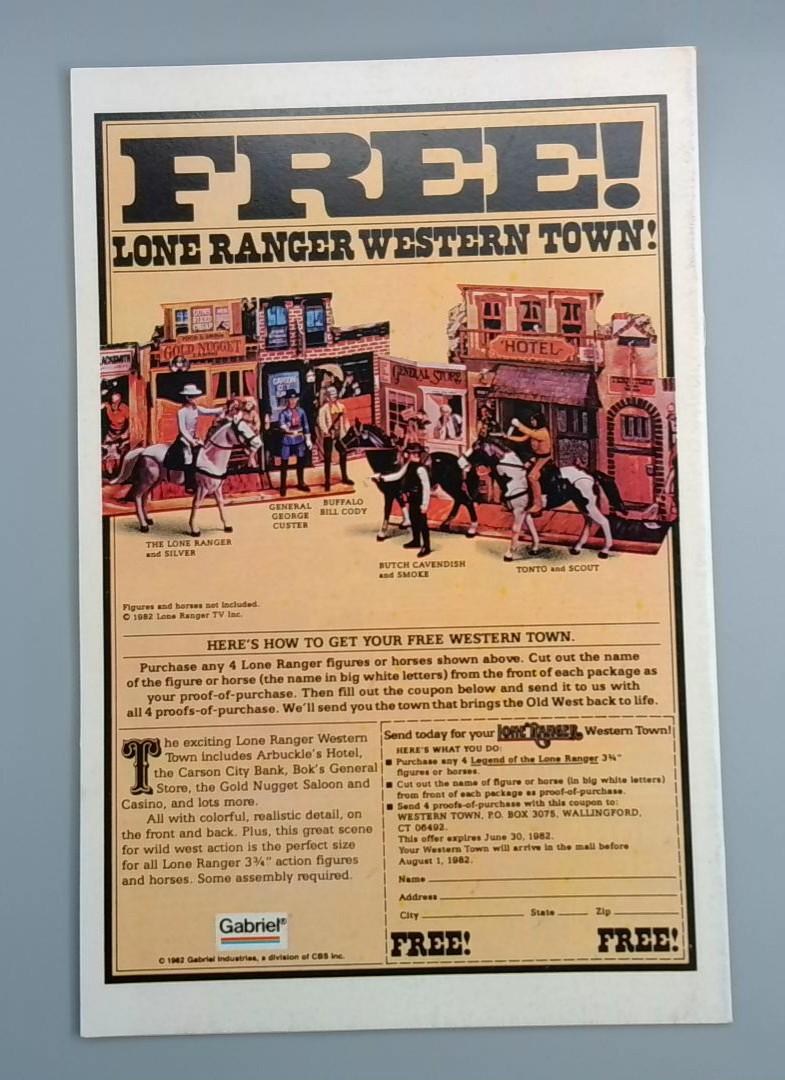 FREE!
LONE RANGER WESTERN TOWN!
GOLD NUGGET
HOTEL
GENERAL STORE
CARSON
CITY
THE LONE RANGER
and SILVER
GENERAL
GEORGE
CUSTER
BUFFALO
BILL CODY
BUTCH CAVENDISH
and SMOKE
TONTO and SCOUT
Figures and horses not included.
© 1982 Lone Ranger TV Inc.
HERE'S HOW TO GET YOUR FREE WESTERN TOWN.
Purchase any 4 Lone Ranger figures or horses shown above. Cut out the name
of the figure or horse (the name in big white letters) from the front of each package as
your proof-of-purchase. Then fill out the coupon below and send it to us with
all 4 proofs-of-purchase. We'll send you the town that brings the Old West back to life.
The exciting Lone Ranger Western
Town includes Arbuckle's Hotel,
the Carson City Bank, Bok's General
Store, the Gold Nugget Saloon and
Casino, and lots more.
All with colorful, realistic detail, on
the front and back. Plus, this great scene
for wild west action is the perfect size
for all Lone Ranger 3¾" action figures
and horses. Some assembly required.
Gabriel®
© 1982 Gabriel Industries, a division of CBS Inc.
Send today for your LONE RANGER Western Town!
HERE'S WHAT YOU DO:
■ Purchase any 4 Legend of the Lone Ranger 3¾"
figures or horses.
■ Cut out the name of figure or horse (in big white letters)
from front of each package as proof-of-purchase.
■ Send 4 proofs-of-purchase with this coupon to:
WESTERN TOWN, P.O. BOX 3075, WALLINGFORD,
CT 06492.
This offer expires June 30, 1982.
Your Western Town will arrive in the mail before
August 1, 1982.
Name
Address
City State Zip
FREE! FREE!